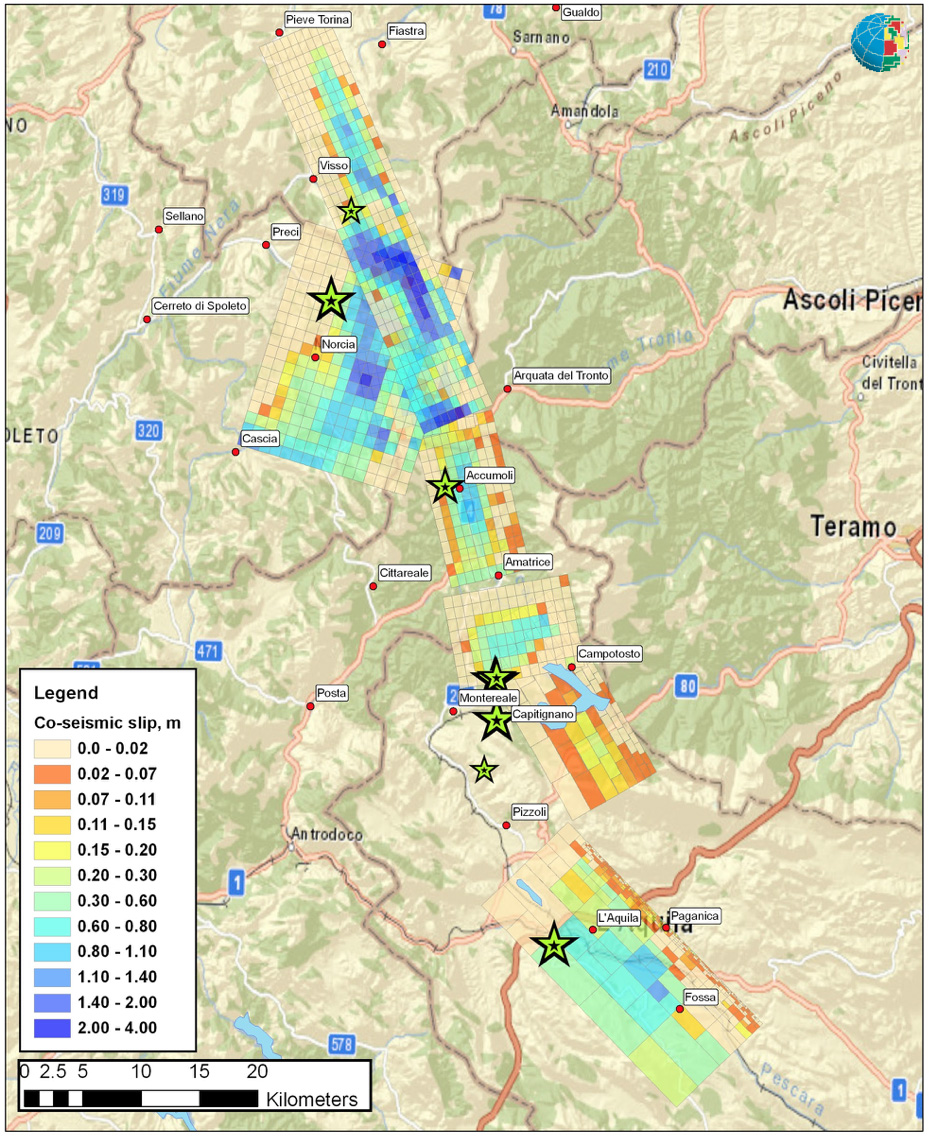 78
Gualdo
Pieve Torina
Fiastra
Sarnano
210
Amandola
Ascoli Piceno
NO
Visso
319
Sellano
Preci
Fiume Nera
Cerreto di Spoleto
Ascoli Picen
Norcia
Fiume Tronto
Arquata del Tronto
Civitella
del Tront
320
OLETO
Cascia
Accumoli
209
Teramo
Amatrice
Cittareale
471
Campotosto
80
Posta
Montereale
Capitignano
Pizzoli
Antrodoco
1
L'Aquila
Paganica
Fossa
578
Pescara
1
Legend
Co-seismic slip, m
0.0 - 0.02
0.02 - 0.07
0.07 - 0.11
0.11 - 0.15
0.15 - 0.20
0.20 - 0.30
0.30 - 0.60
0.60 - 0.80
0.80 - 1.10
1.10 - 1.40
1.40 - 2.00
2.00 - 4.00
0 2.5 5 10 15 20
Kilometers